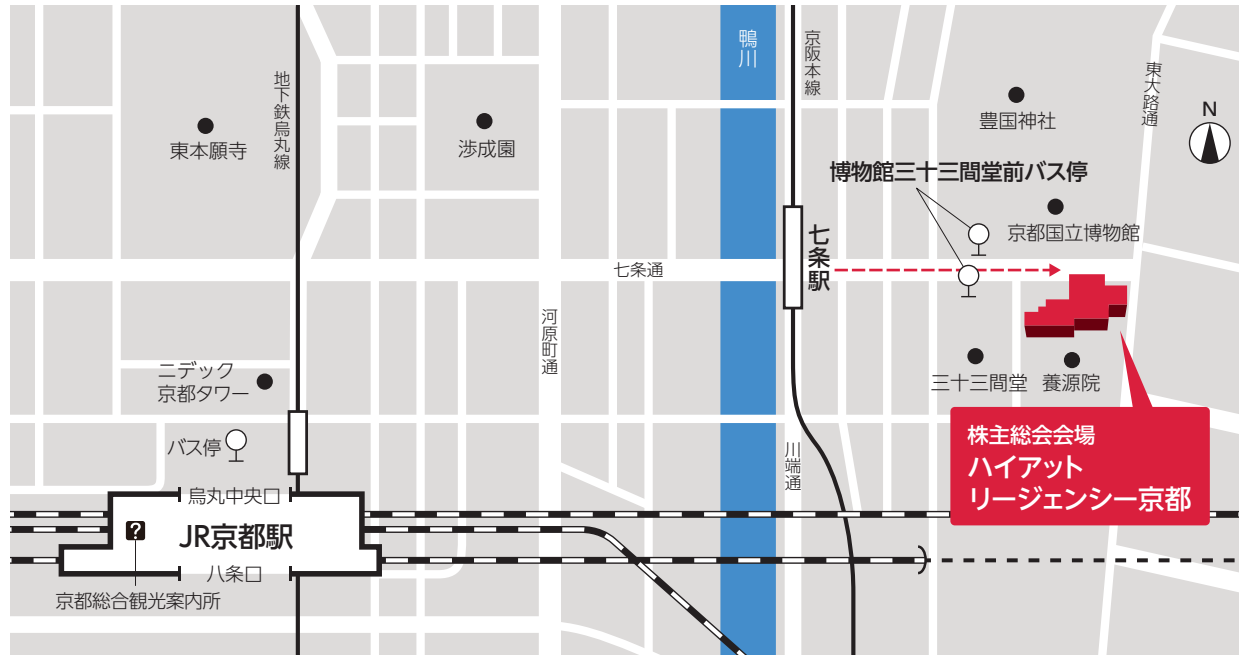 鴨川
京阪本線
東大路通
地下鉄烏丸線
東本願寺
渉成園
豊国神社
N
博物館三十三間堂前バス停
京都国立博物館
七条駅
七条通
河原町通
ニデック
京都タワー
三十三間堂
養源院
バス停
川端通
株主総会会場
ハイアット
リージェンシー京都
烏丸中央口
?
JR京都駅
八条口
京都総合観光案内所